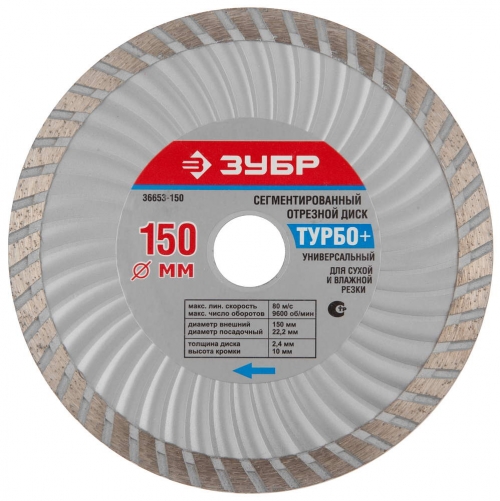 ЗУБР
36653-150
СЕГМЕНТИРОВАННЫЙ
ОТРЕЗНОЙ ДИСК
ТУРБО+
150
Ø ММ
УНИВЕРСАЛЬНЫЙ
ДЛЯ СУХОЙ
И ВЛАЖНОЙ
РЕЗКИ
макс. лин. скорость 80 м/с
макс. число оборотов 9600 об/мин
диаметр внешний 150 мм
диаметр посадочный 22,2 мм
толщина диска 2,4 мм
высота кромки 10 мм